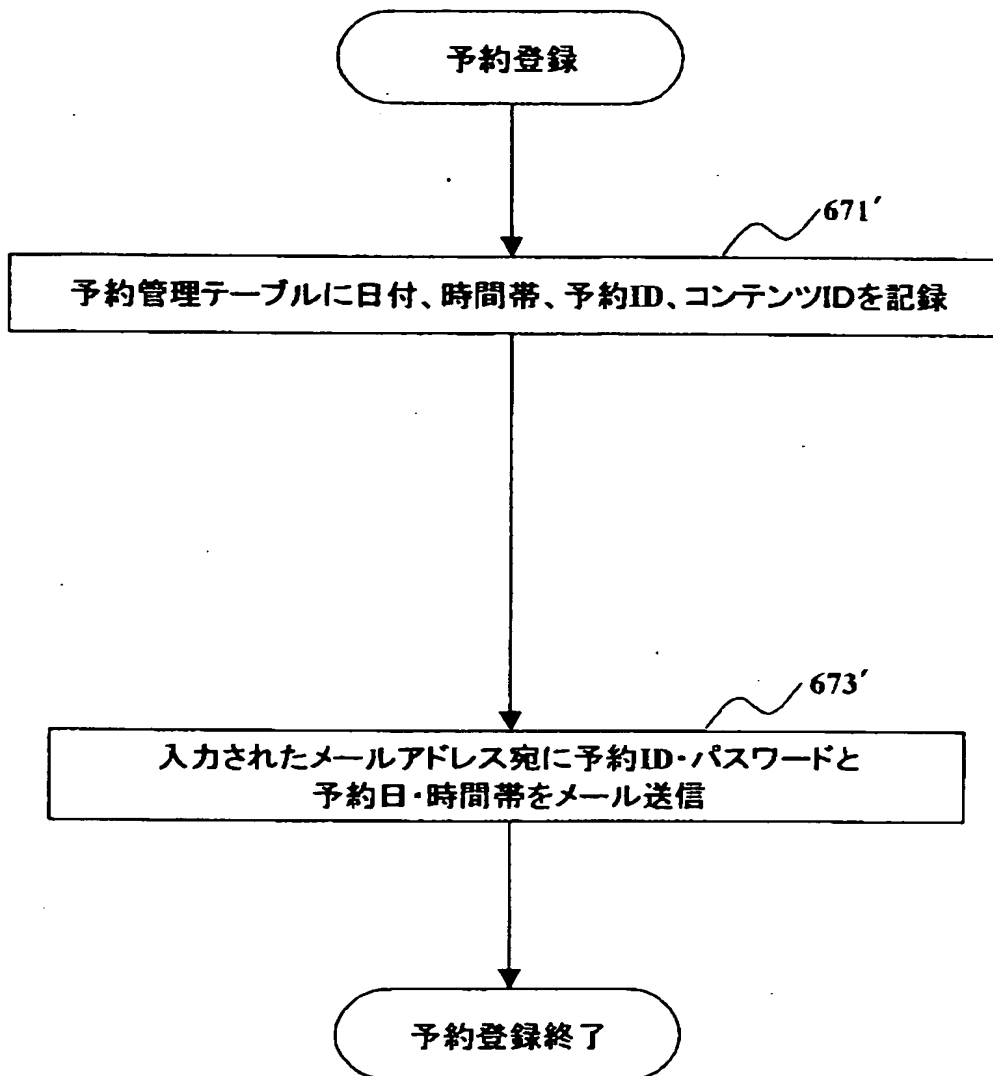 予約登録
671′
予約管理テーブルに日付、時間帯、予約ID、コンテンツIDを記録
673′
入力されたメールアドレス宛に予約ID・パスワードと
予約日・時間帯をメール送信
予約登録終了